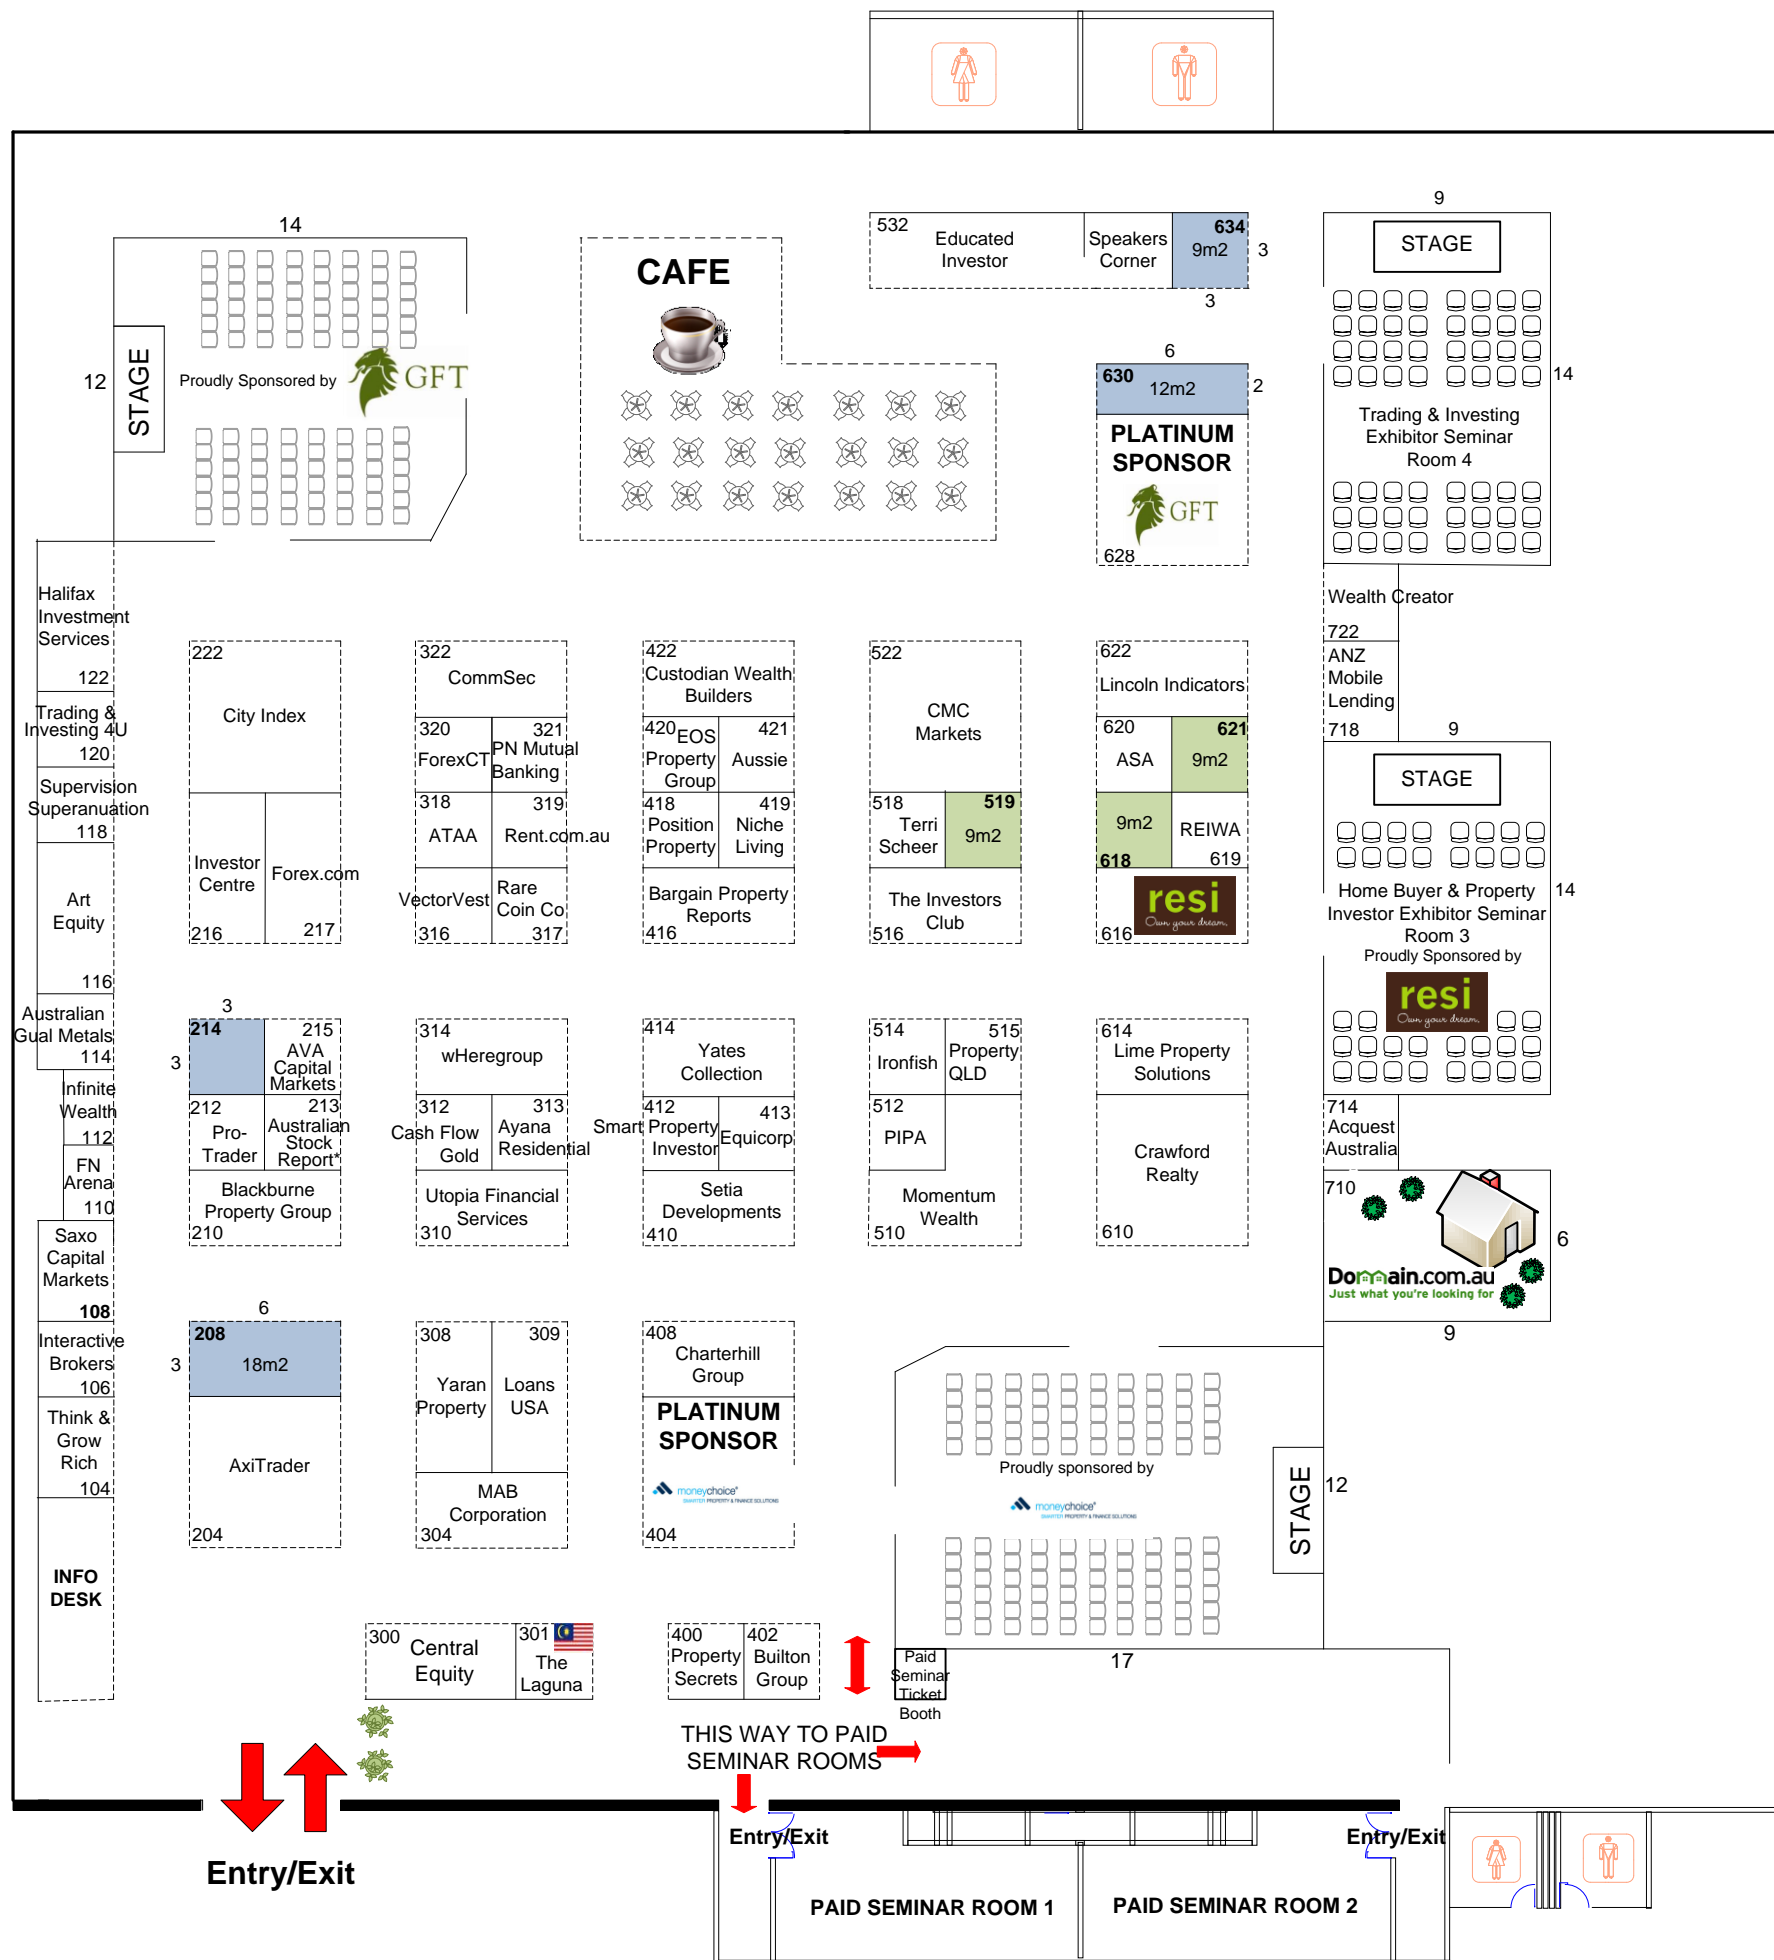 9
14
532
Educated
Investor
Speakers
Corner
634
9m2
3
3
STAGE
CAFE
12
STAGE
Proudly Sponsored by
GFT
6
630
12m2
2
PLATINUM
SPONSOR
GFT
628
14
Trading & Investing
Exhibitor Seminar
Room 4
Halifax
Investment
Services
122
Trading &
Investing 4U
120
Supervision
Superanuation
118
Art
Equity
116
Australian
Gual Metals
114
Infinite
Wealth
112
FN
Arena
110
Saxo
Capital
Markets
108
Interactive
Brokers
106
Think &
Grow
Rich
104
INFO
DESK
222
City Index
Investor
Centre
216
Forex.com
217
322
CommSec
320
ForexCT
321
PN Mutual
Banking
318
ATAA
319
Rent.com.au
VectorVest
316
Rare
Coin Co
317
422
Custodian Wealth
Builders
420
EOS
Property
Group
421
Aussie
418
Position
Property
419
Niche
Living
Bargain Property
Reports
416
522
CMC
Markets
518
Terri
Scheer
519
9m2
The Investors
Club
516
622
Lincoln Indicators
620
ASA
621
9m2
9m2
618
REIWA
619
resi
Own your dream.
616
Wealth Creator
722
ANZ
Mobile
Lending
718
9
STAGE
14
Home Buyer & Property
Investor Exhibitor Seminar
Room 3
Proudly Sponsored by
resi
Own your dream.
3
3
214
215
AVA
Capital
Markets
212
Pro-
Trader
213
Australian
Stock
Report*
Blackburne
Property Group
210
314
wHeregroup
312
Cash Flow
Gold
313
Ayana
Residential
Utopia Financial
Services
310
414
Yates
Collection
412
Smart Property
Investor
413
Equicorp
Setia
Developments
410
514
Ironfish
515
Property
QLD
512
PIPA
Momentum
Wealth
510
614
Lime Property
Solutions
Crawford
Realty
610
714
Acquest
Australia
710
6
Domain.com.au
Just what you're looking for
9
6
3
208
18m2
AxiTrader
204
308
Yaran
Property
309
Loans
USA
MAB
Corporation
304
408
Charterhill
Group
PLATINUM
SPONSOR
moneychoice
SMARTER PROPERTY & FINANCE SOLUTIONS
404
Proudly sponsored by
moneychoice
SMARTER PROPERTY & FINANCE SOLUTIONS
STAGE
12
17
300
Central
Equity
301
The
Laguna
400
Property
Secrets
402
Builton
Group
Paid
Seminar
Ticket
Booth
THIS WAY TO PAID
SEMINAR ROOMS
Entry/Exit
Entry/Exit
Entry/Exit
PAID SEMINAR ROOM 1
PAID SEMINAR ROOM 2